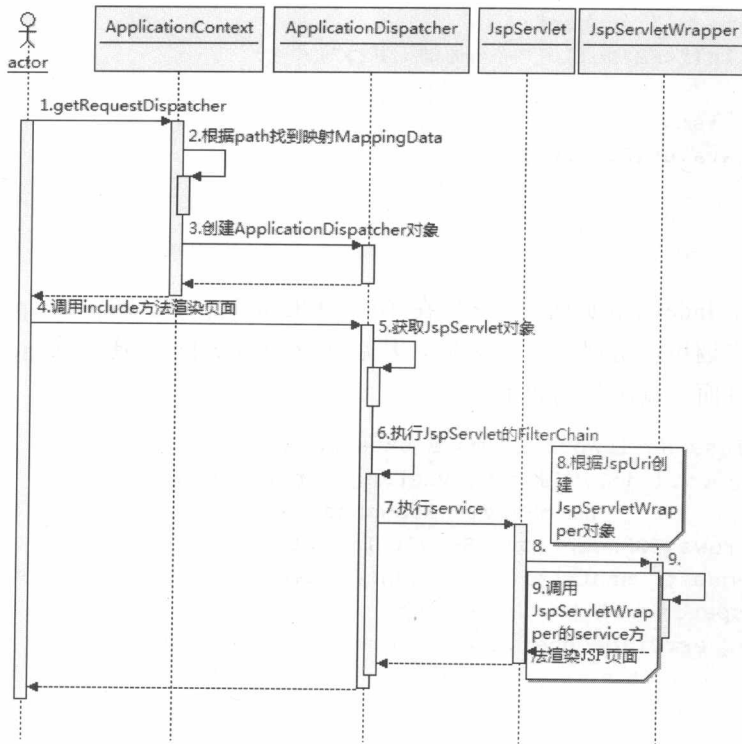 actor
ApplicationContext
ApplicationDispatcher
JspServlet
JspServletWrapper
1.getRequestDispatcher
2.根据path找到映射MappingData
3.创建ApplicationDispatcher对象
4.调用include方法渲染页面
5.获取JspServlet对象
6.执行JspServlet的FilterChain
7.执行service
8.根据JspUri创
建
JspServletWrap
per对象
8.
9.
9.调用
JspServletWra
pper的service方
法渲染JSP页面